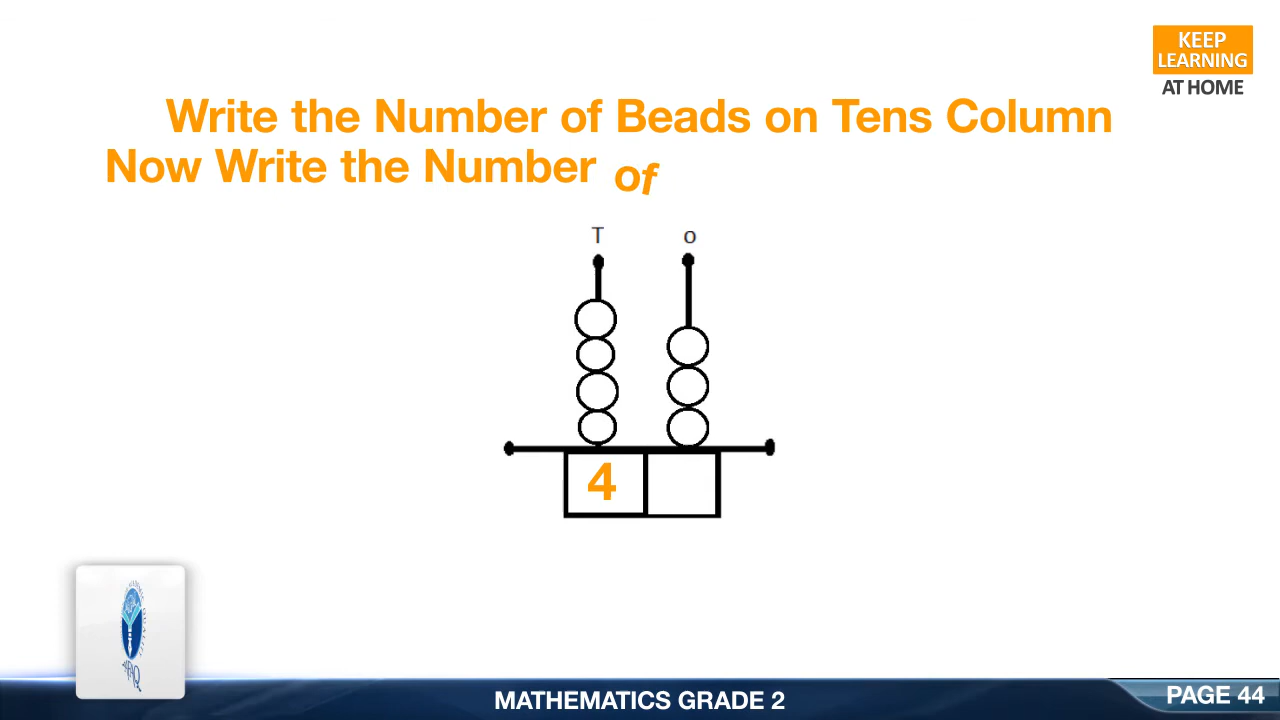 KEEP
LEARNING
AT HOME
Write the Number of Beads on Tens Column
Now Write the Number of
T o
4
MATHEMATICS GRADE 2
PAGE 44